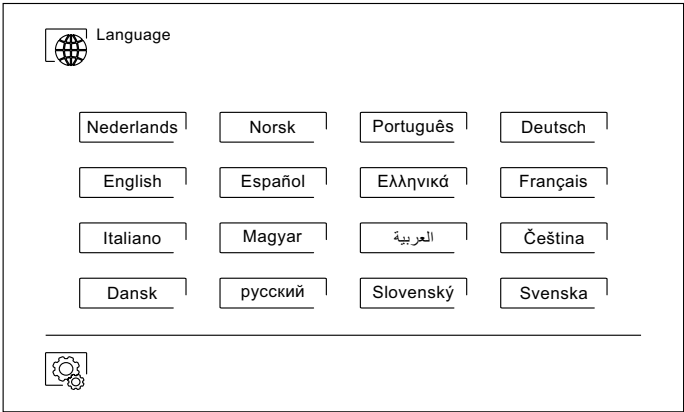 Language
Nederlands Norsk Português Deutsch
English Español Ελληνικά Français
Italiano Magyar العربية Čeština
Dansk русский Slovenský Svenska